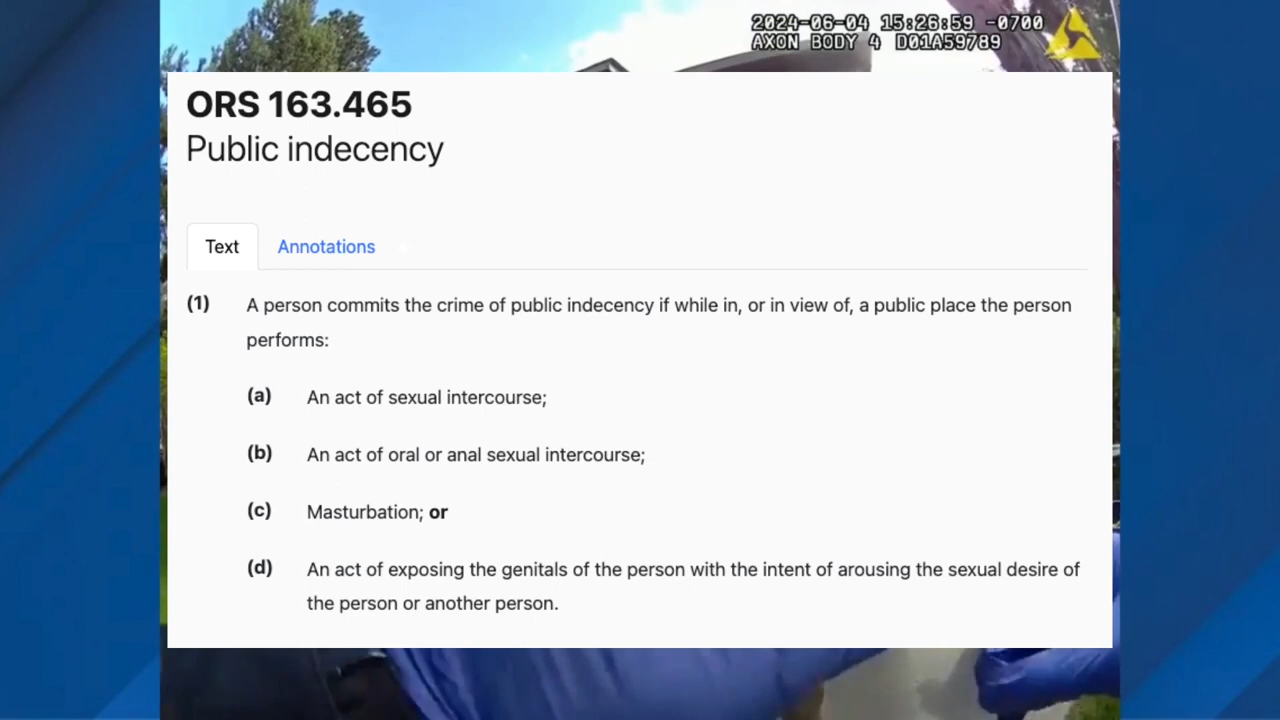 2024-06-04 15:26:59 -0700
AXON BODY 4 D01A59789
ORS 163.465
Public indecency
Text Annotations
(1) A person commits the crime of public indecency if while in, or in view of, a public place the person
performs:
(a) An act of sexual intercourse;
(b) An act of oral or anal sexual intercourse;
(c) Masturbation; or
(d) An act of exposing the genitals of the person with the intent of arousing the sexual desire of
the person or another person.